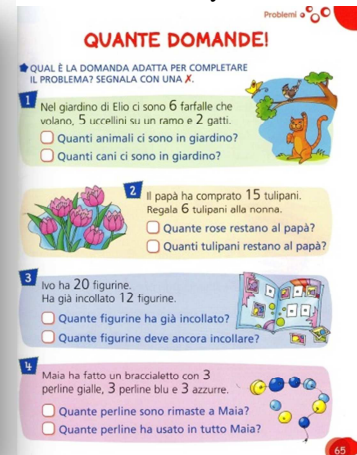 Problemi
QUANTE DOMANDE!
QUAL È LA DOMANDA ADATTA PER COMPLETARE
IL PROBLEMA? SEGNALA CON UNA ✗.
1
Nel giardino di Elio ci sono 6 farfalle che
volano, 5 uccellini su un ramo e 2 gatti.
Quanti animali ci sono in giardino?
Quanti cani ci sono in giardino?
2
Il papà ha comprato 15 tulipani.
Regala 6 tulipani alla nonna.
Quante rose restano al papà?
Quanti tulipani restano al papà?
3
Ivo ha 20 figurine.
Ha già incollato 12 figurine.
Quante figurine ha già incollato?
Quante figurine deve ancora incollare?
4
Maia ha fatto un braccialetto con 3
perline gialle, 3 perline blu e 3 azzurre.
Quante perline sono rimaste a Maia?
Quante perline ha usato in tutto Maia?
65